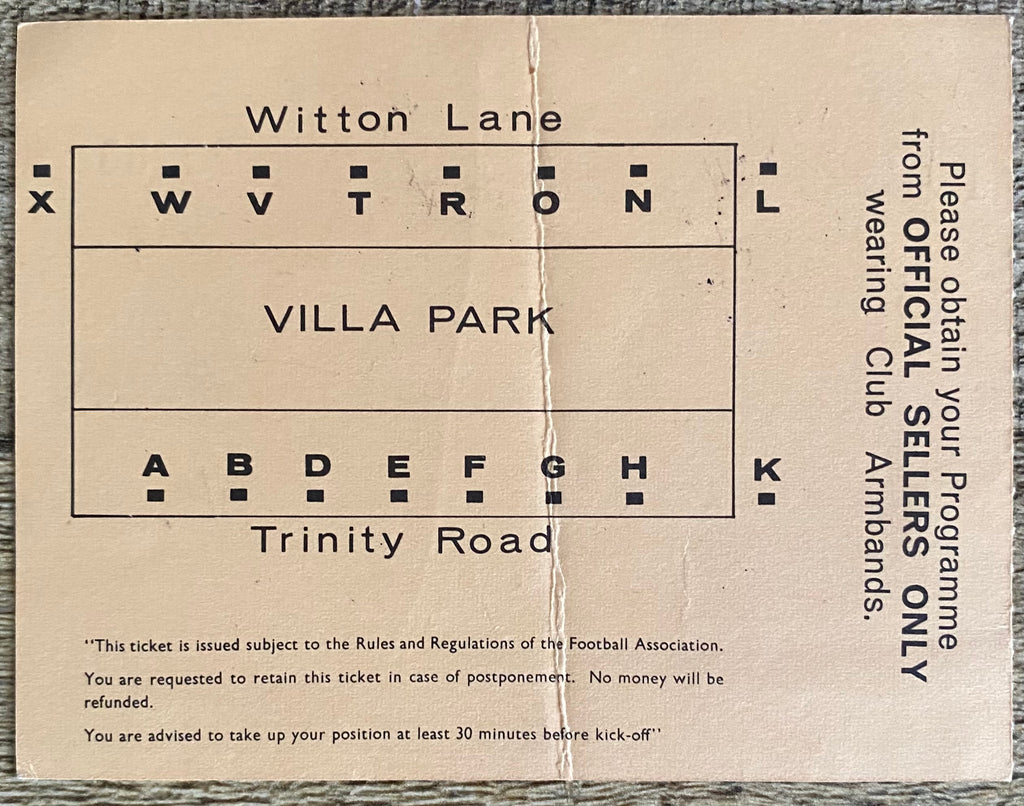 Witton Lane
X W V T R O N L
VILLA PARK
A B D E F G H K
Trinity Road
"This ticket is issued subject to the Rules and Regulations of the Football Association.
You are requested to retain this ticket in case of postponement. No money will be
refunded.
You are advised to take up your position at least 30 minutes before kick-off"
Please obtain your Programme
from OFFICIAL SELLERS ONLY
wearing Club Armbands.